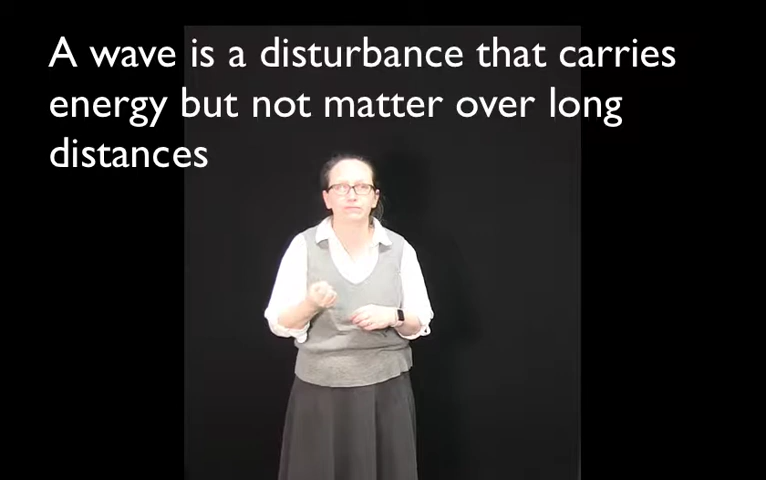 A wave is a disturbance that carries
energy but not matter over long
distances